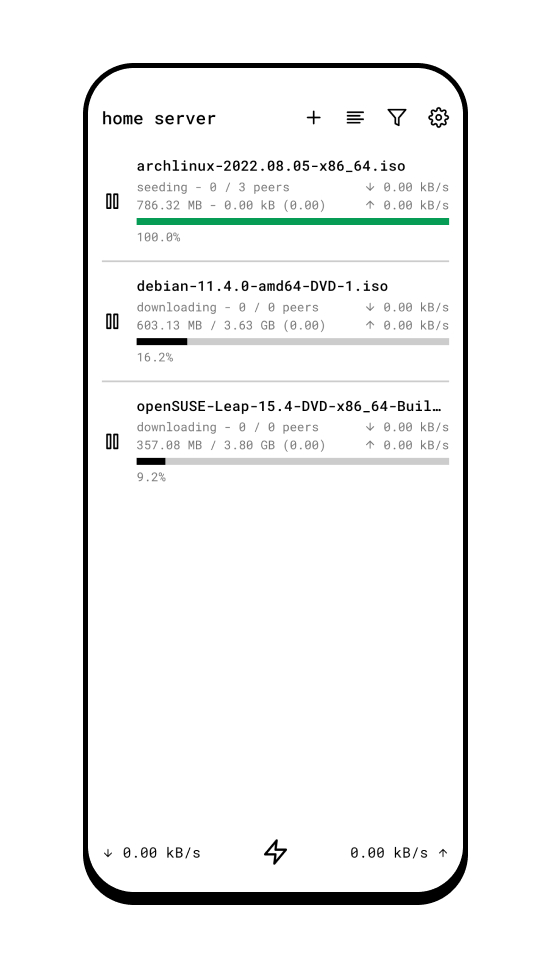 home server
archlinux-2022.08.05-x86_64.iso
seeding - 0 / 3 peers ↓ 0.00 kB/s
786.32 MB - 0.00 kB (0.00) ↑ 0.00 kB/s
100.0%
debian-11.4.0-amd64-DVD-1.iso
downloading - 0 / 0 peers ↓ 0.00 kB/s
603.13 MB / 3.63 GB (0.00) ↑ 0.00 kB/s
16.2%
openSUSE-Leap-15.4-DVD-x86_64-Buil…
downloading - 0 / 0 peers ↓ 0.00 kB/s
357.08 MB / 3.80 GB (0.00) ↑ 0.00 kB/s
9.2%
↓ 0.00 kB/s 0.00 kB/s ↑